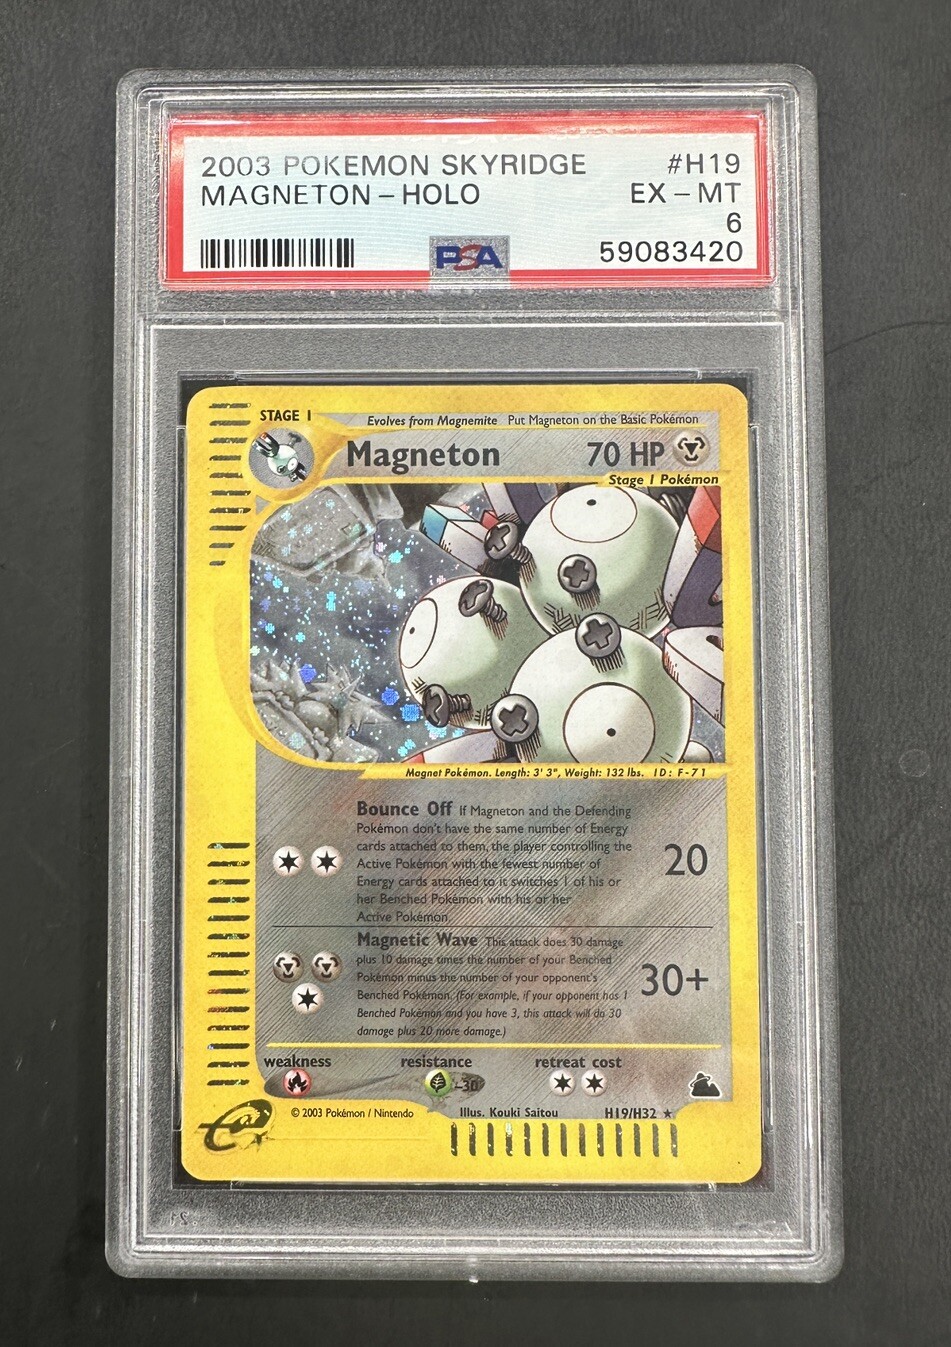 2003 POKEMON SKYRIDGE #H19
MAGNETON - HOLO EX - MT
6
PSA 59083420
STAGE 1
Evolves from Magnemite Put Magneton on the Basic Pokémon
Magneton 70 HP
Stage 1 Pokémon
Magnet Pokémon. Length: 3' 3", Weight: 132 lbs. ID: F-71
Bounce Off If Magneton and the Defending
Pokémon don't have the same number of Energy
cards attached to them, the player controlling the
Active Pokémon with the fewest number of
Energy cards attached to it switches 1 of his or
her Benched Pokémon with his or her
Active Pokémon.
20
Magnetic Wave This attack does 30 damage
plus 10 damage times the number of your Benched
Pokémon minus the number of your opponent's
Benched Pokémon. (For example, if your opponent has 1
Benched Pokémon and you have 3, this attack will do 30
damage plus 20 more damage.)
30+
weakness resistance retreat cost
-30
© 2003 Pokémon / Nintendo Illus. Kouki Saitou H19/H32 ★
e